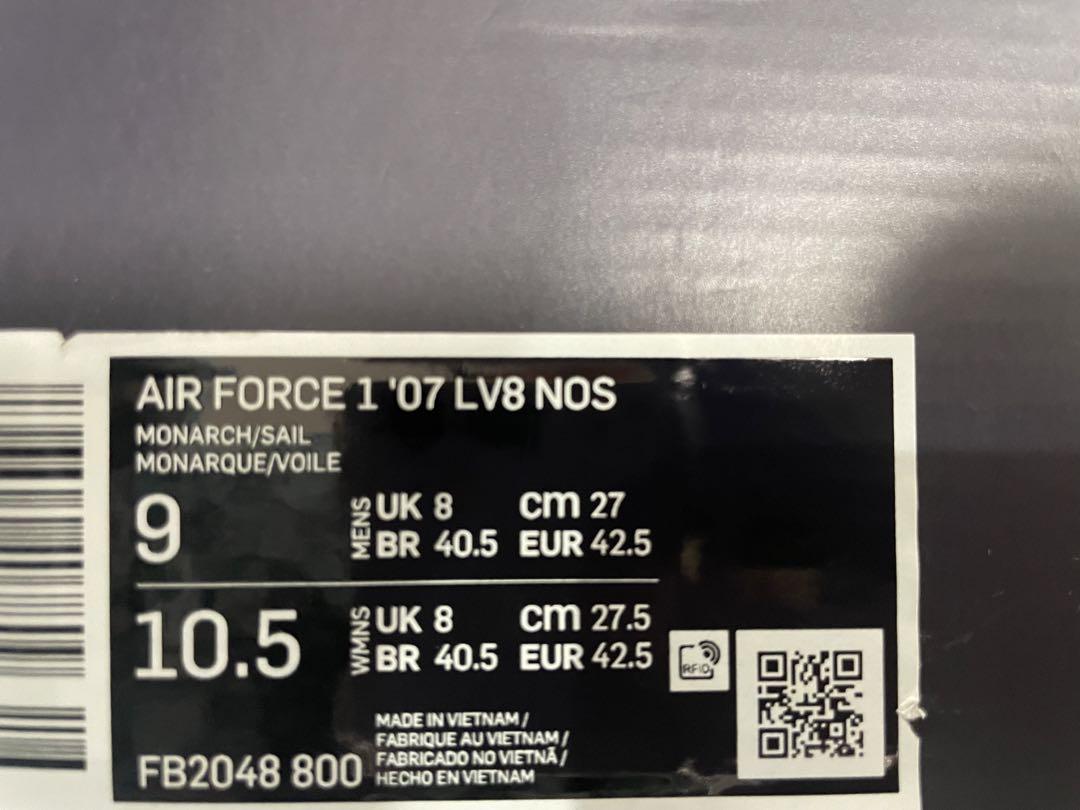 AIR FORCE 1 '07 LV8 NOS
MONARCH/SAIL
MONARQUE/VOILE
9 MENS UK 8 cm 27
BR 40.5 EUR 42.5
10.5 WMNS UK 8 cm 27.5
BR 40.5 EUR 42.5
RFID
MADE IN VIETNAM /
FABRIQUE AU VIETNAM /
FABRICADO NO VIETNÃ /
HECHO EN VIETNAM
FB2048 800